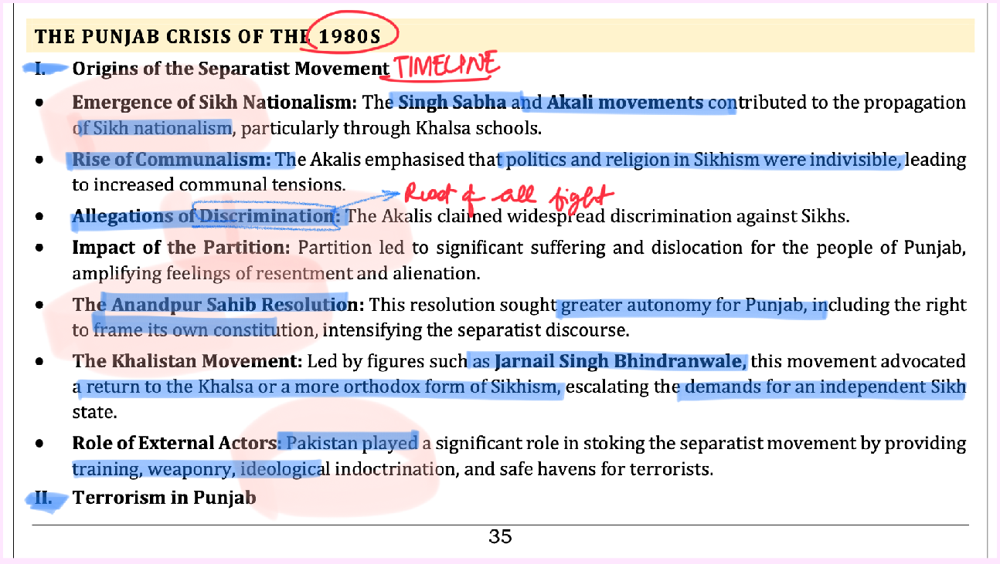 THE PUNJAB CRISIS OF THE 1980S
I. Origins of the Separatist Movement TIMELINE
• Emergence of Sikh Nationalism: The Singh Sabha and Akali movements contributed to the propagation
of Sikh nationalism, particularly through Khalsa schools.
• Rise of Communalism: The Akalis emphasised that politics and religion in Sikhism were indivisible, leading
to increased communal tensions.
Root of all fight
• Allegations of Discrimination: The Akalis claimed widespread discrimination against Sikhs.
• Impact of the Partition: Partition led to significant suffering and dislocation for the people of Punjab,
amplifying feelings of resentment and alienation.
• The Anandpur Sahib Resolution: This resolution sought greater autonomy for Punjab, including the right
to frame its own constitution, intensifying the separatist discourse.
• The Khalistan Movement: Led by figures such as Jarnail Singh Bhindranwale, this movement advocated
a return to the Khalsa or a more orthodox form of Sikhism, escalating the demands for an independent Sikh
state.
• Role of External Actors: Pakistan played a significant role in stoking the separatist movement by providing
training, weaponry, ideological indoctrination, and safe havens for terrorists.
II. Terrorism in Punjab
35